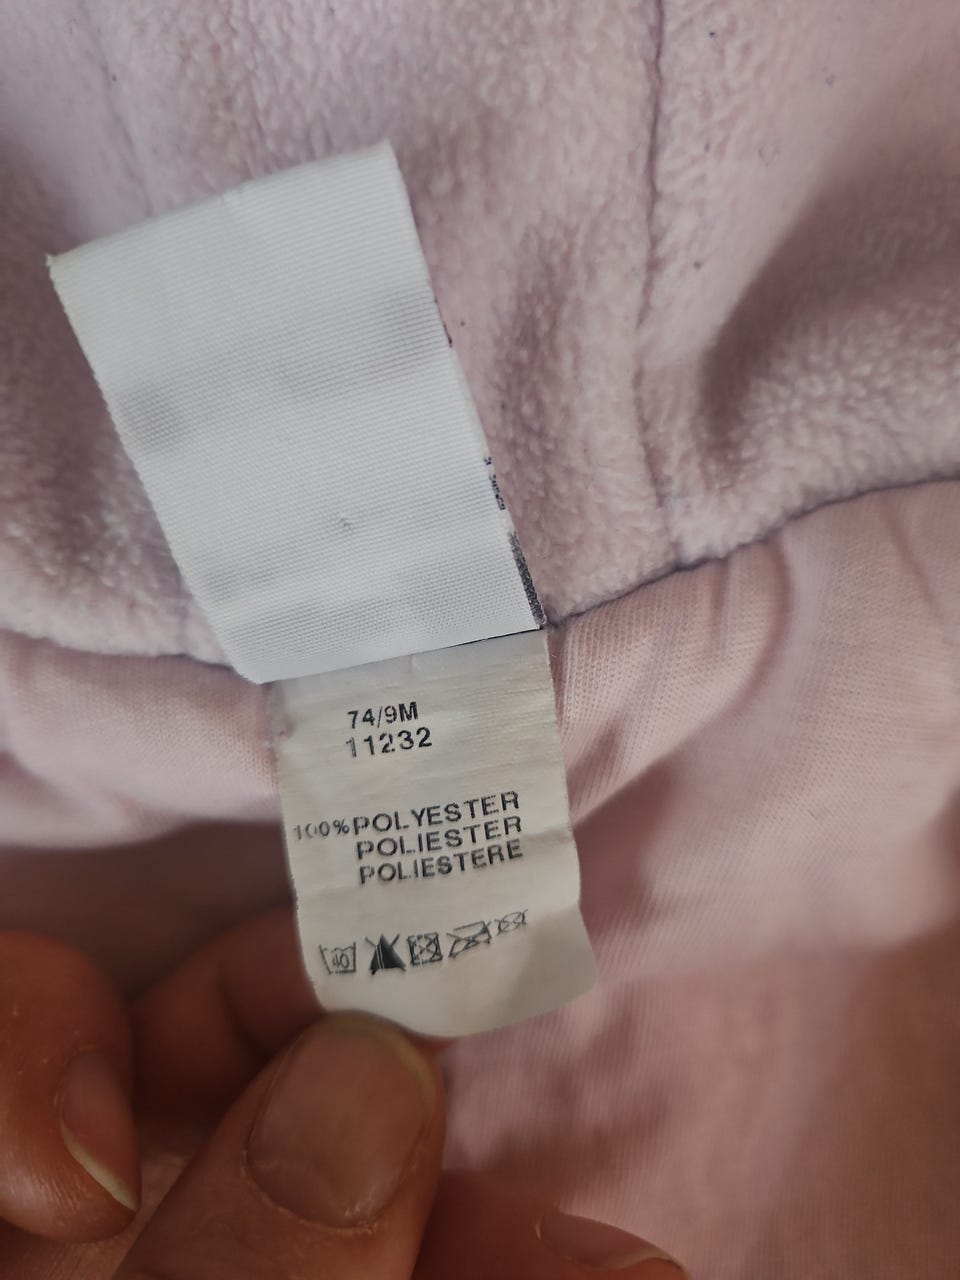 74/9M
11232
100%POLYESTER
POLIESTER
POLIESTERE
40